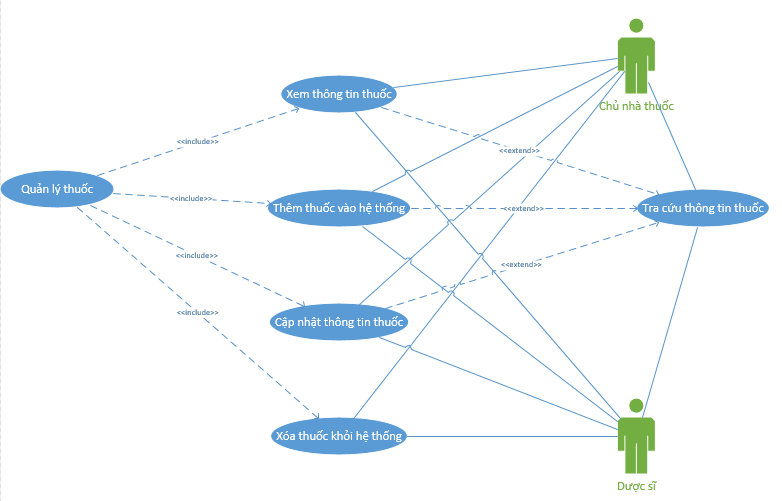 Xem thông tin thuốc
Chủ nhà thuốc
<<include>>
<<extend>>
Quản lý thuốc
<<include>>
Thêm thuốc vào hệ thống
<<extend>>
Tra cứu thông tin thuốc
<<include>>
<<extend>>
<<include>>
Cập nhật thông tin thuốc
Xóa thuốc khỏi hệ thống
Dược sĩ